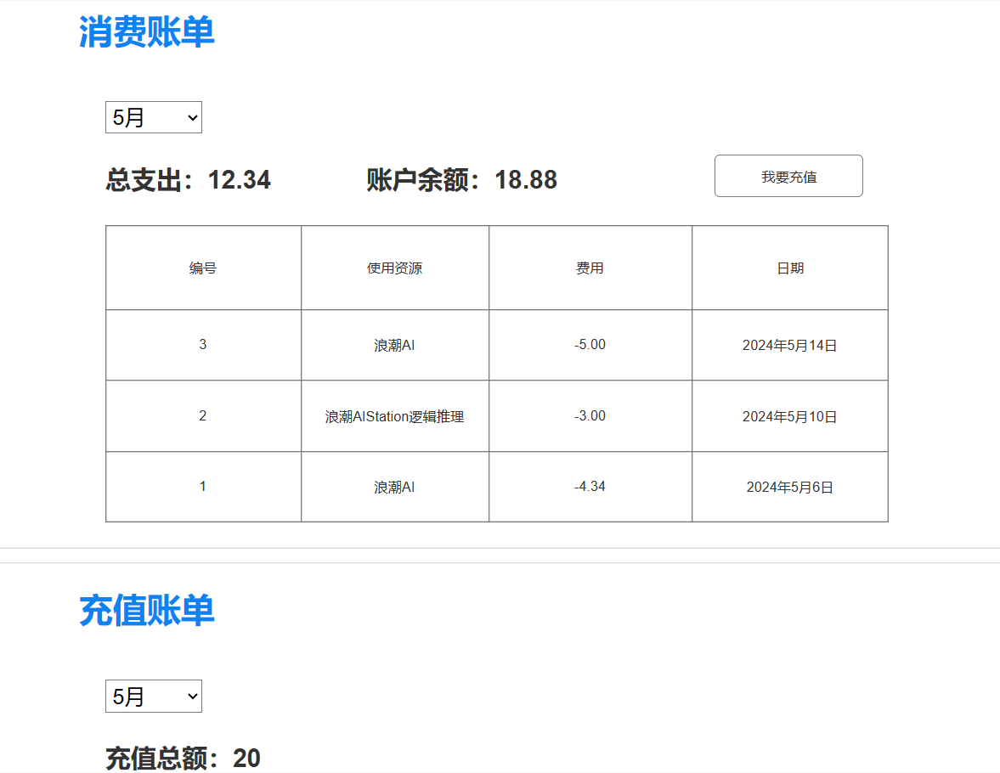 消费账单
5月
总支出：12.34 账户余额：18.88 我要充值
编号 使用资源 费用 日期
3 浪潮AI -5.00 2024年5月14日
2 浪潮AIStation逻辑推理 -3.00 2024年5月10日
1 浪潮AI -4.34 2024年5月6日
充值账单
5月
充值总额：20